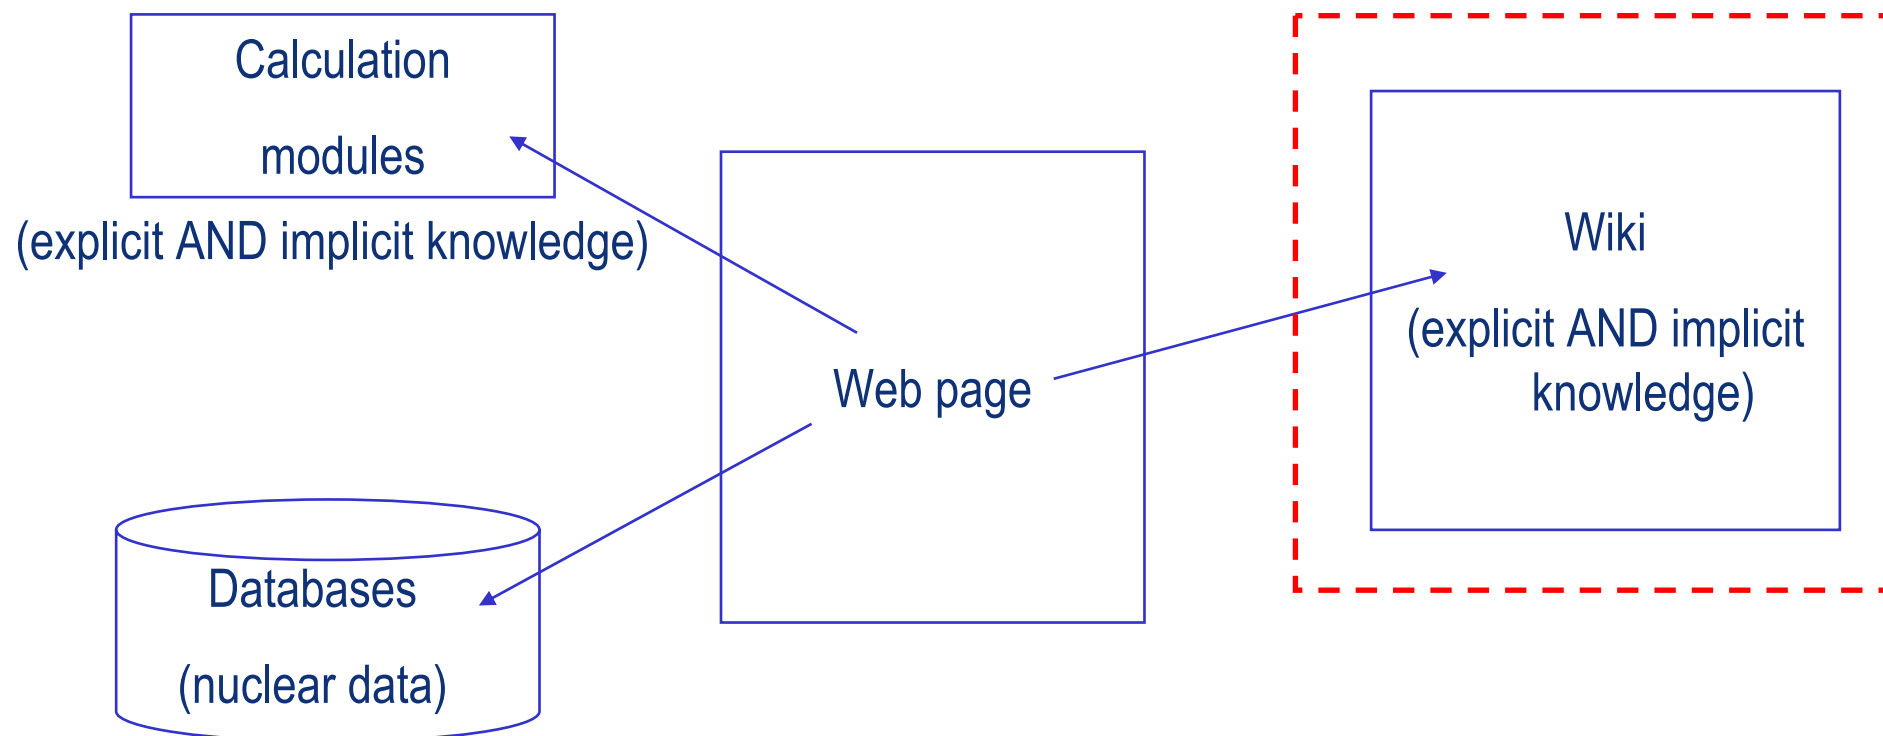 Calculation
modules
(explicit AND implicit knowledge)
Web page
Wiki
(explicit AND implicit
knowledge)
Databases
(nuclear data)